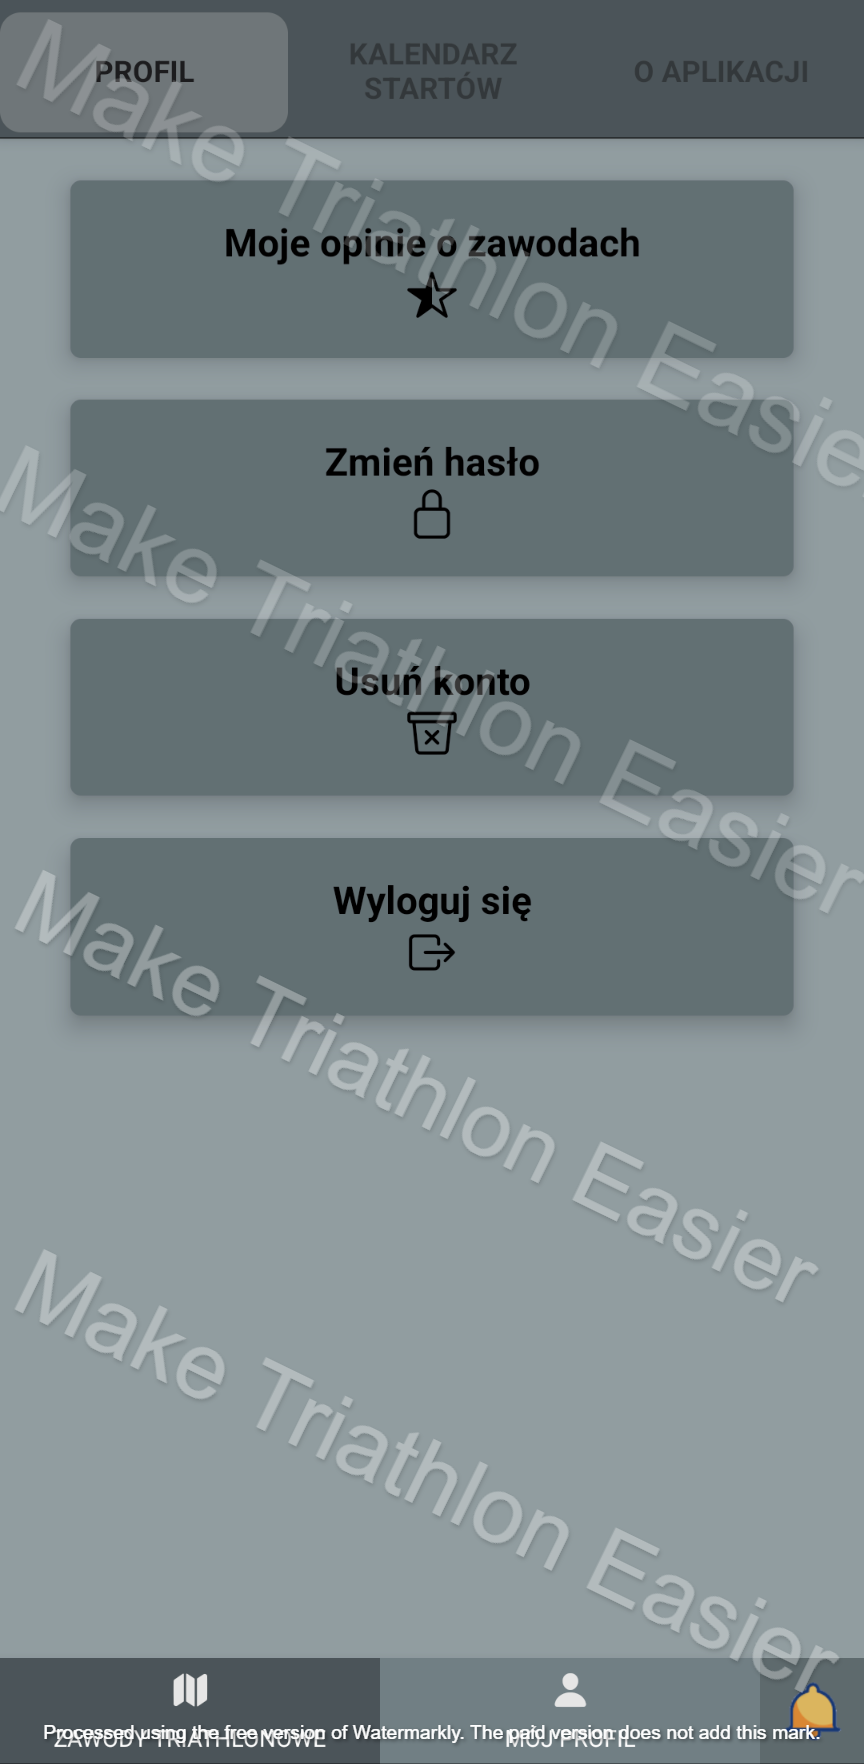 PROFIL
KALENDARZ
STARTÓW
O APLIKACJI
Moje opinie o zawodach
Zmień hasło
Usuń konto
Wyloguj się
Make Triathlon Easie
Make Triathlon Easier
Make Triathlon Easier
Make Triathlon Easier
Processed using the free version of Watermarkly. The paid version does not add this mark.
ZAWODY TRIATHLONOWE
MÓJ PROFIL